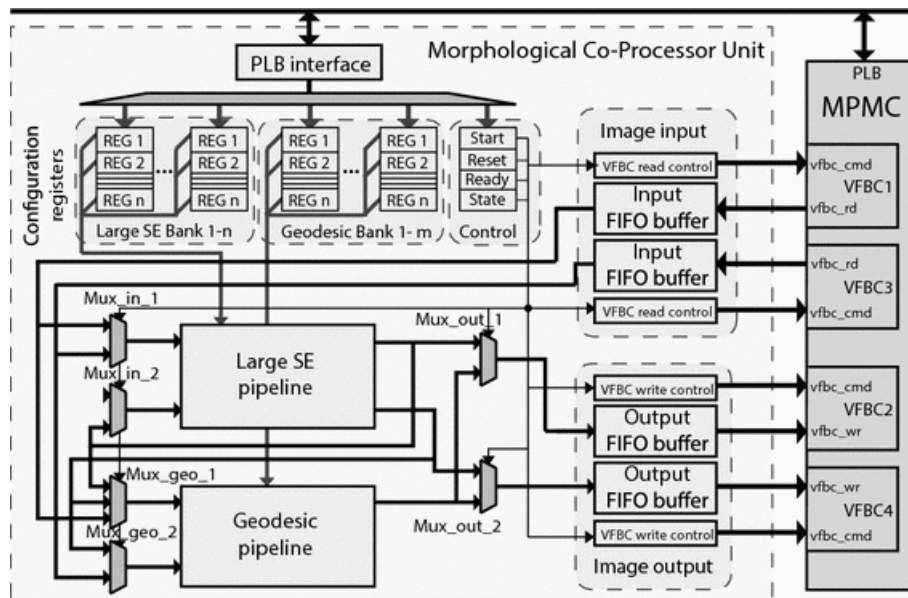 Morphological Co-Processor Unit
PLB interface
PLB
MPMC
Configuration
registers
REG 1
REG 2
REG n
...
REG 1
REG 2
REG n
Large SE Bank 1-n
REG 1
REG 2
REG n
...
REG 1
REG 2
REG n
Geodesic Bank 1- m
Start
Reset
Ready
State
Control
Image input
VFBC read control
Input
FIFO buffer
Input
FIFO buffer
VFBC read control
vfbc_cmd
VFBC1
vfbc_rd
vfbc_rd
VFBC3
vfbc_cmd
Mux_in_1
Mux_in_2
Large SE
pipeline
Mux_out_1
Mux_geo_1
Mux_geo_2
Geodesic
pipeline
Mux_out_2
VFBC write control
Output
FIFO buffer
Output
FIFO buffer
VFBC write control
Image output
vfbc_cmd
VFBC2
vfbc_wr
vfbc_wr
VFBC4
vfbc_cmd